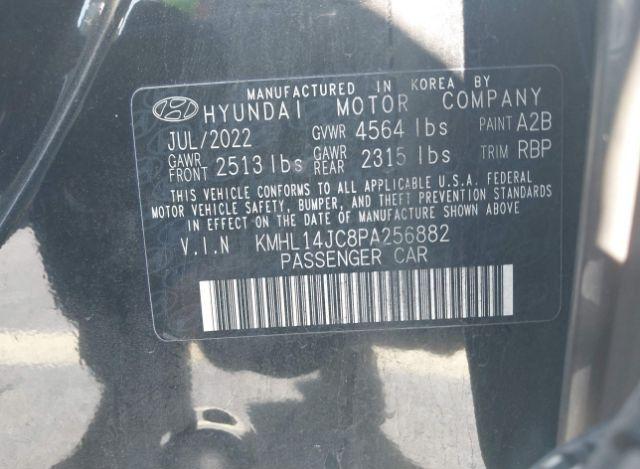 MANUFACTURED IN KOREA BY
HYUNDAI MOTOR COMPANY
JUL/2022 GVWR 4564 lbs PAINT A2B
GAWR FRONT 2513 lbs GAWR REAR 2315 lbs TRIM RBP
THIS VEHICLE CONFORMS TO ALL APPLICABLE U.S.A. FEDERAL
MOTOR VEHICLE SAFETY, BUMPER, AND THEFT PREVENTION STANDARDS
IN EFFECT ON THE DATE OF MANUFACTURE SHOWN ABOVE
V.I.N KMHL14JC8PA256882
PASSENGER CAR